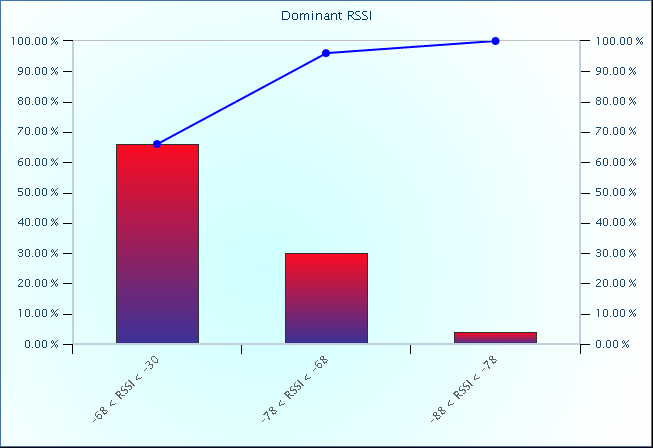 Dominant RSSI
100.00 % 100.00 %
90.00 % 90.00 %
80.00 % 80.00 %
70.00 % 70.00 %
60.00 % 60.00 %
50.00 % 50.00 %
40.00 % 40.00 %
30.00 % 30.00 %
20.00 % 20.00 %
10.00 % 10.00 %
0.00 % 0.00 %
-68 < RSSI < -30
-78 < RSSI < -68
-88 < RSSI < -78